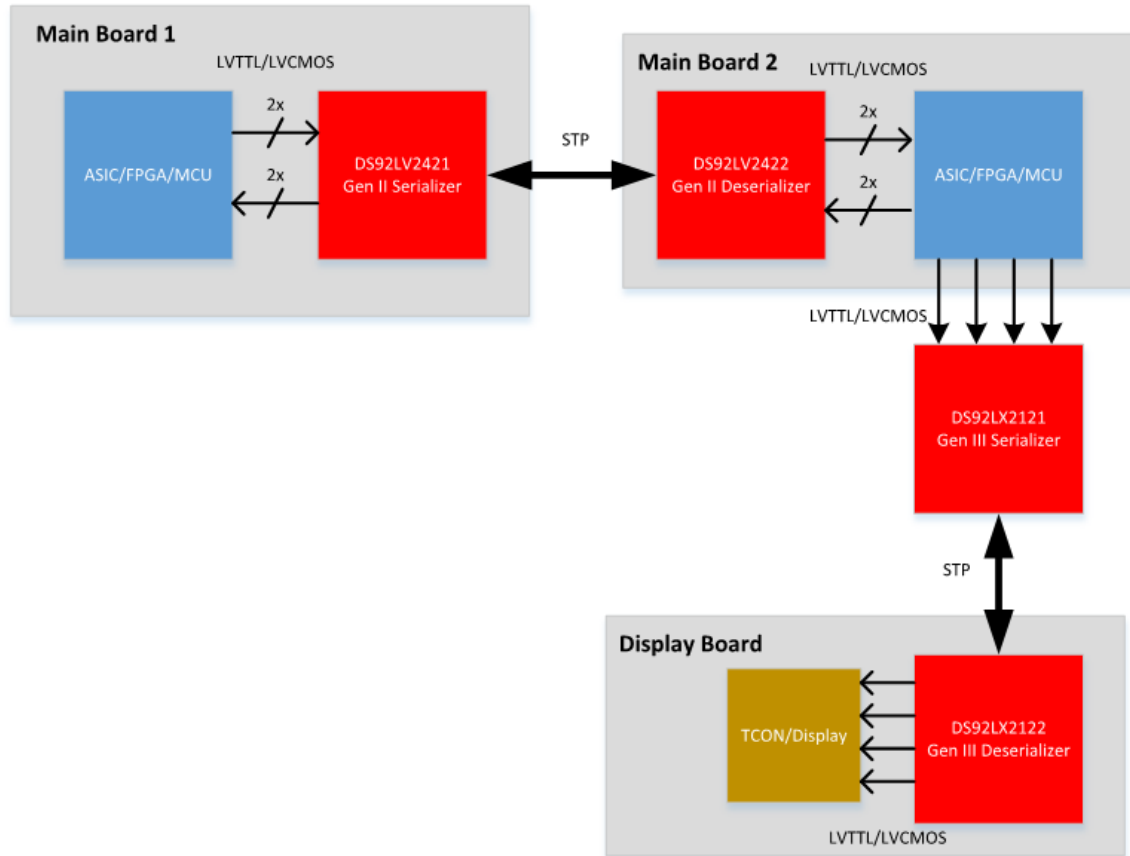 Main Board 1
LVTTL/LVCMOS
ASIC/FPGA/MCU
2x
2x
DS92LV2421
Gen II Serializer
STP
Main Board 2
LVTTL/LVCMOS
DS92LV2422
Gen II Deserializer
2x
2x
ASIC/FPGA/MCU
LVTTL/LVCMOS
DS92LX2121
Gen III Serializer
STP
Display Board
TCON/Display
DS92LX2122
Gen III Deserializer
LVTTL/LVCMOS